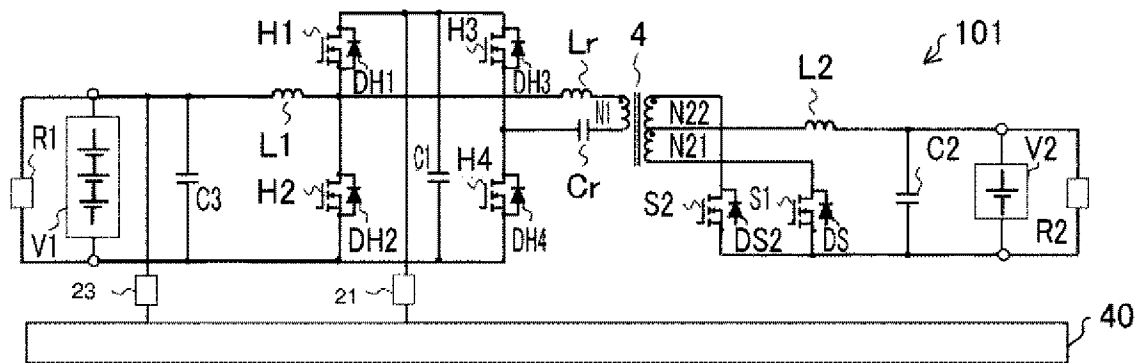 H1
H3
4
101
Lr
L2
DH1
DH3
N1
N22
R1
L1
C1
H4
N21
C2
V2
C3
H2
Cr
S2
S1
V1
DH2
DH4
DS2
DS
R2
23
21
40